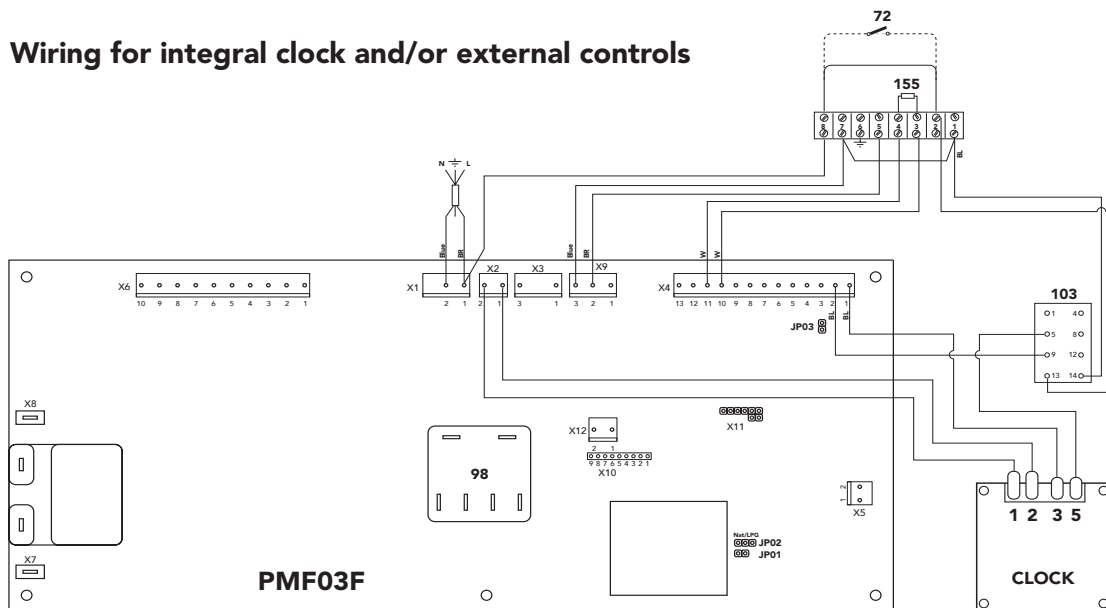 72
Wiring for integral clock and/or external controls
155
8 7 6 5 4 3 2 1
N L
BL
Blue BR Blue BR W W
X6 X1 X2 X3 X9 X4
10 9 8 7 6 5 4 3 2 1
2 1
2 1
3 1
3 2 1
13 12 11 10 9 8 7 6 5 4 3 2 1
JP03
BL BL
103
1 4
5 8
9 12
13 14
X8
X12
2 1
X11
9 8 7 6 5 4 3 2 1
X10
98
2
1
X5
1 2 3 5
Nat/LPG
JP02
JP01
X7
PMF03F
CLOCK